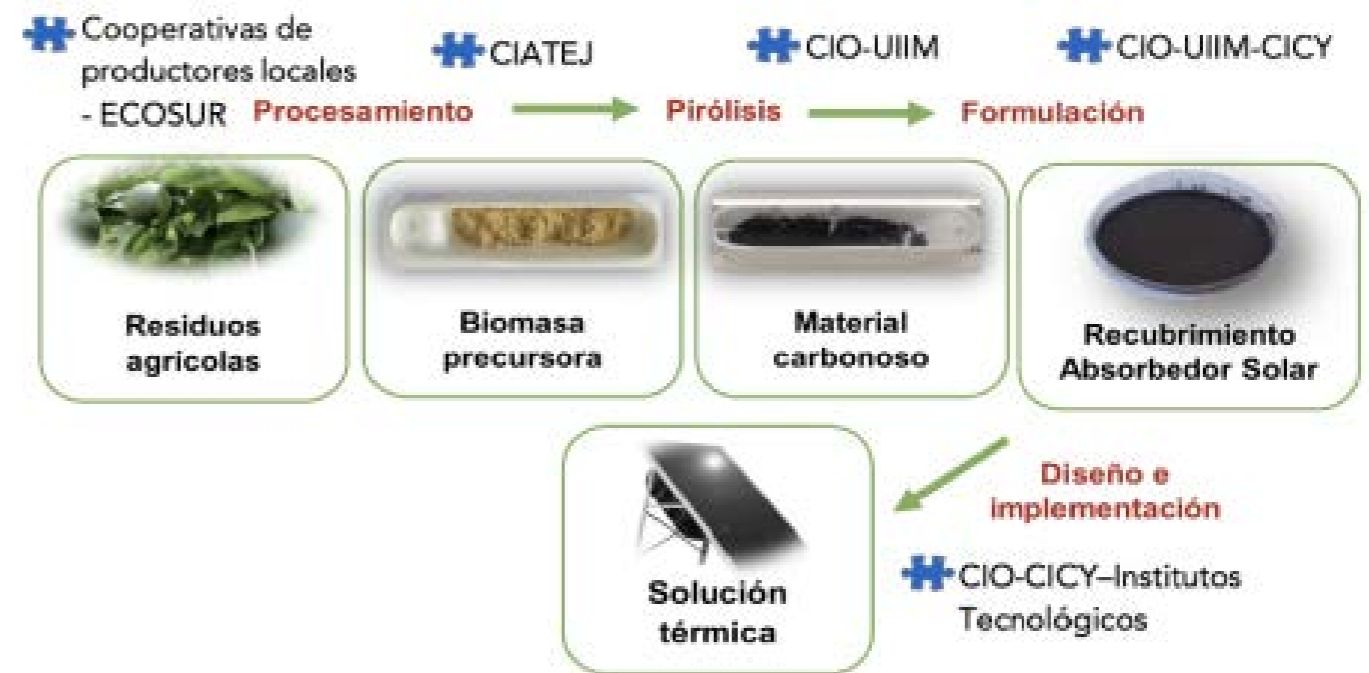 Cooperativas de
productores locales
- ECOSUR
CIATEJ
CIO-UIIM
CIO-UIIM-CICY
Procesamiento
Pirólisis
Formulación
Residuos
agrícolas
Biomasa
precursora
Material
carbonoso
Recubrimiento
Absorbedor Solar
Solución
térmica
Diseño e
implementación
CIO-CICY–Institutos
Tecnológicos